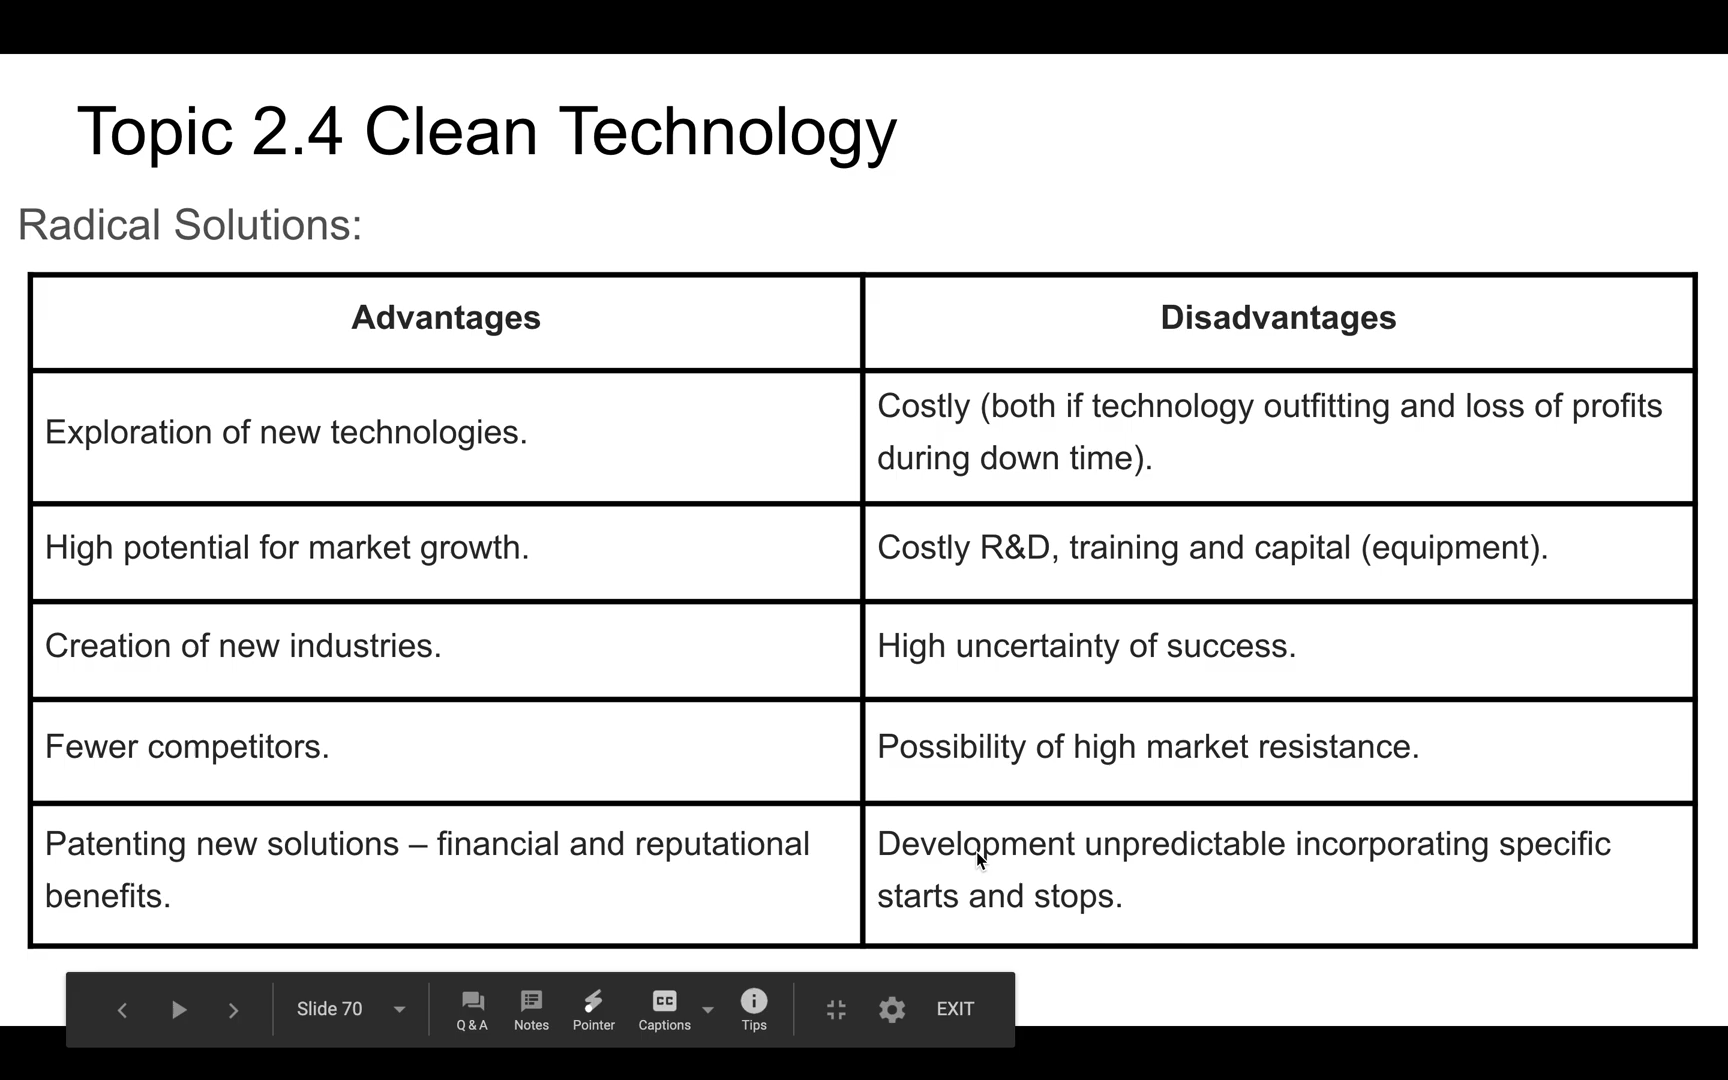 Topic 2.4 Clean Technology
Radical Solutions:
Advantages
Disadvantages
Exploration of new technologies.
Costly (both if technology outfitting and loss of profits
during down time).
High potential for market growth.
Costly R&D, training and capital (equipment).
Creation of new industries.
High uncertainty of success.
Fewer competitors.
Possibility of high market resistance.
Patenting new solutions – financial and reputational
benefits.
Development unpredictable incorporating specific
starts and stops.
Slide 70
Q & A
Notes
Pointer
CC
Captions
Tips
EXIT